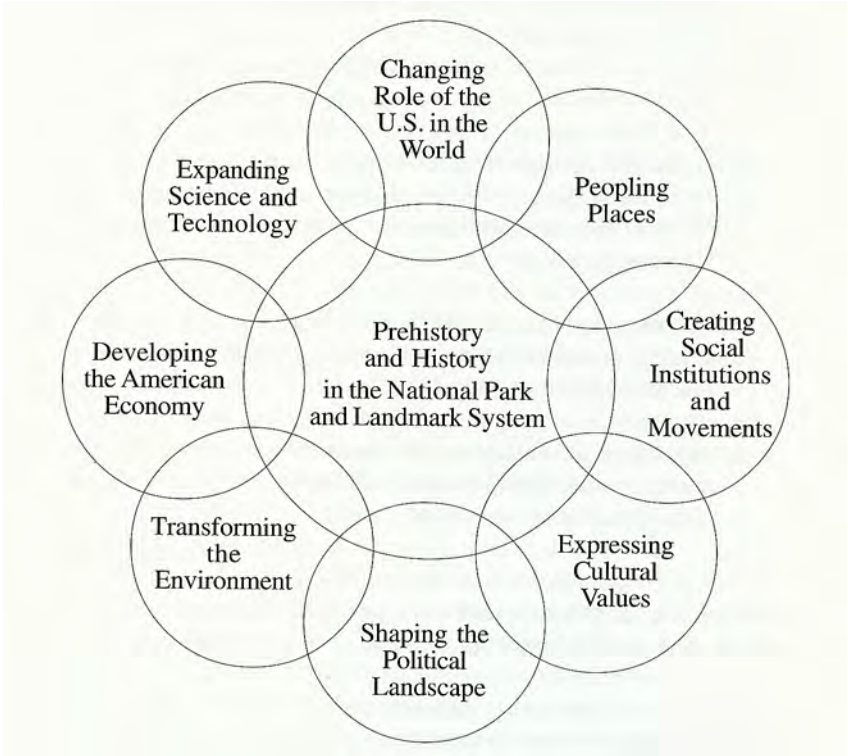 Changing
Role of the
U.S. in the
World
Peopling
Places
Creating
Social
Institutions
and
Movements
Expressing
Cultural
Values
Shaping the
Political
Landscape
Transforming
the
Environment
Developing
the American
Economy
Expanding
Science and
Technology
Prehistory
and History
in the National Park
and Landmark System